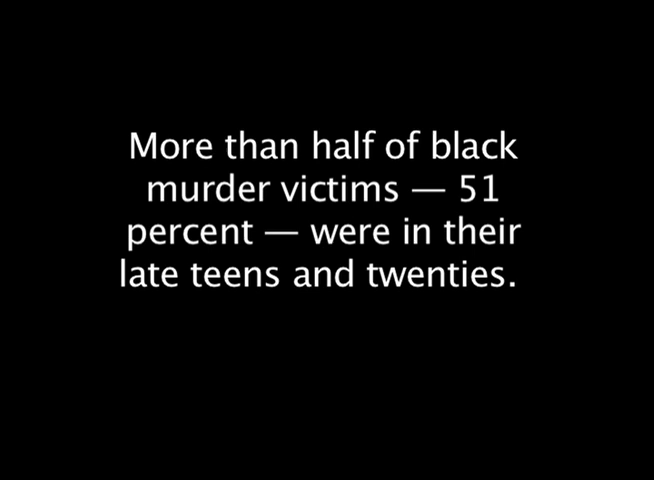 More than half of black
murder victims — 51
percent — were in their
late teens and twenties.